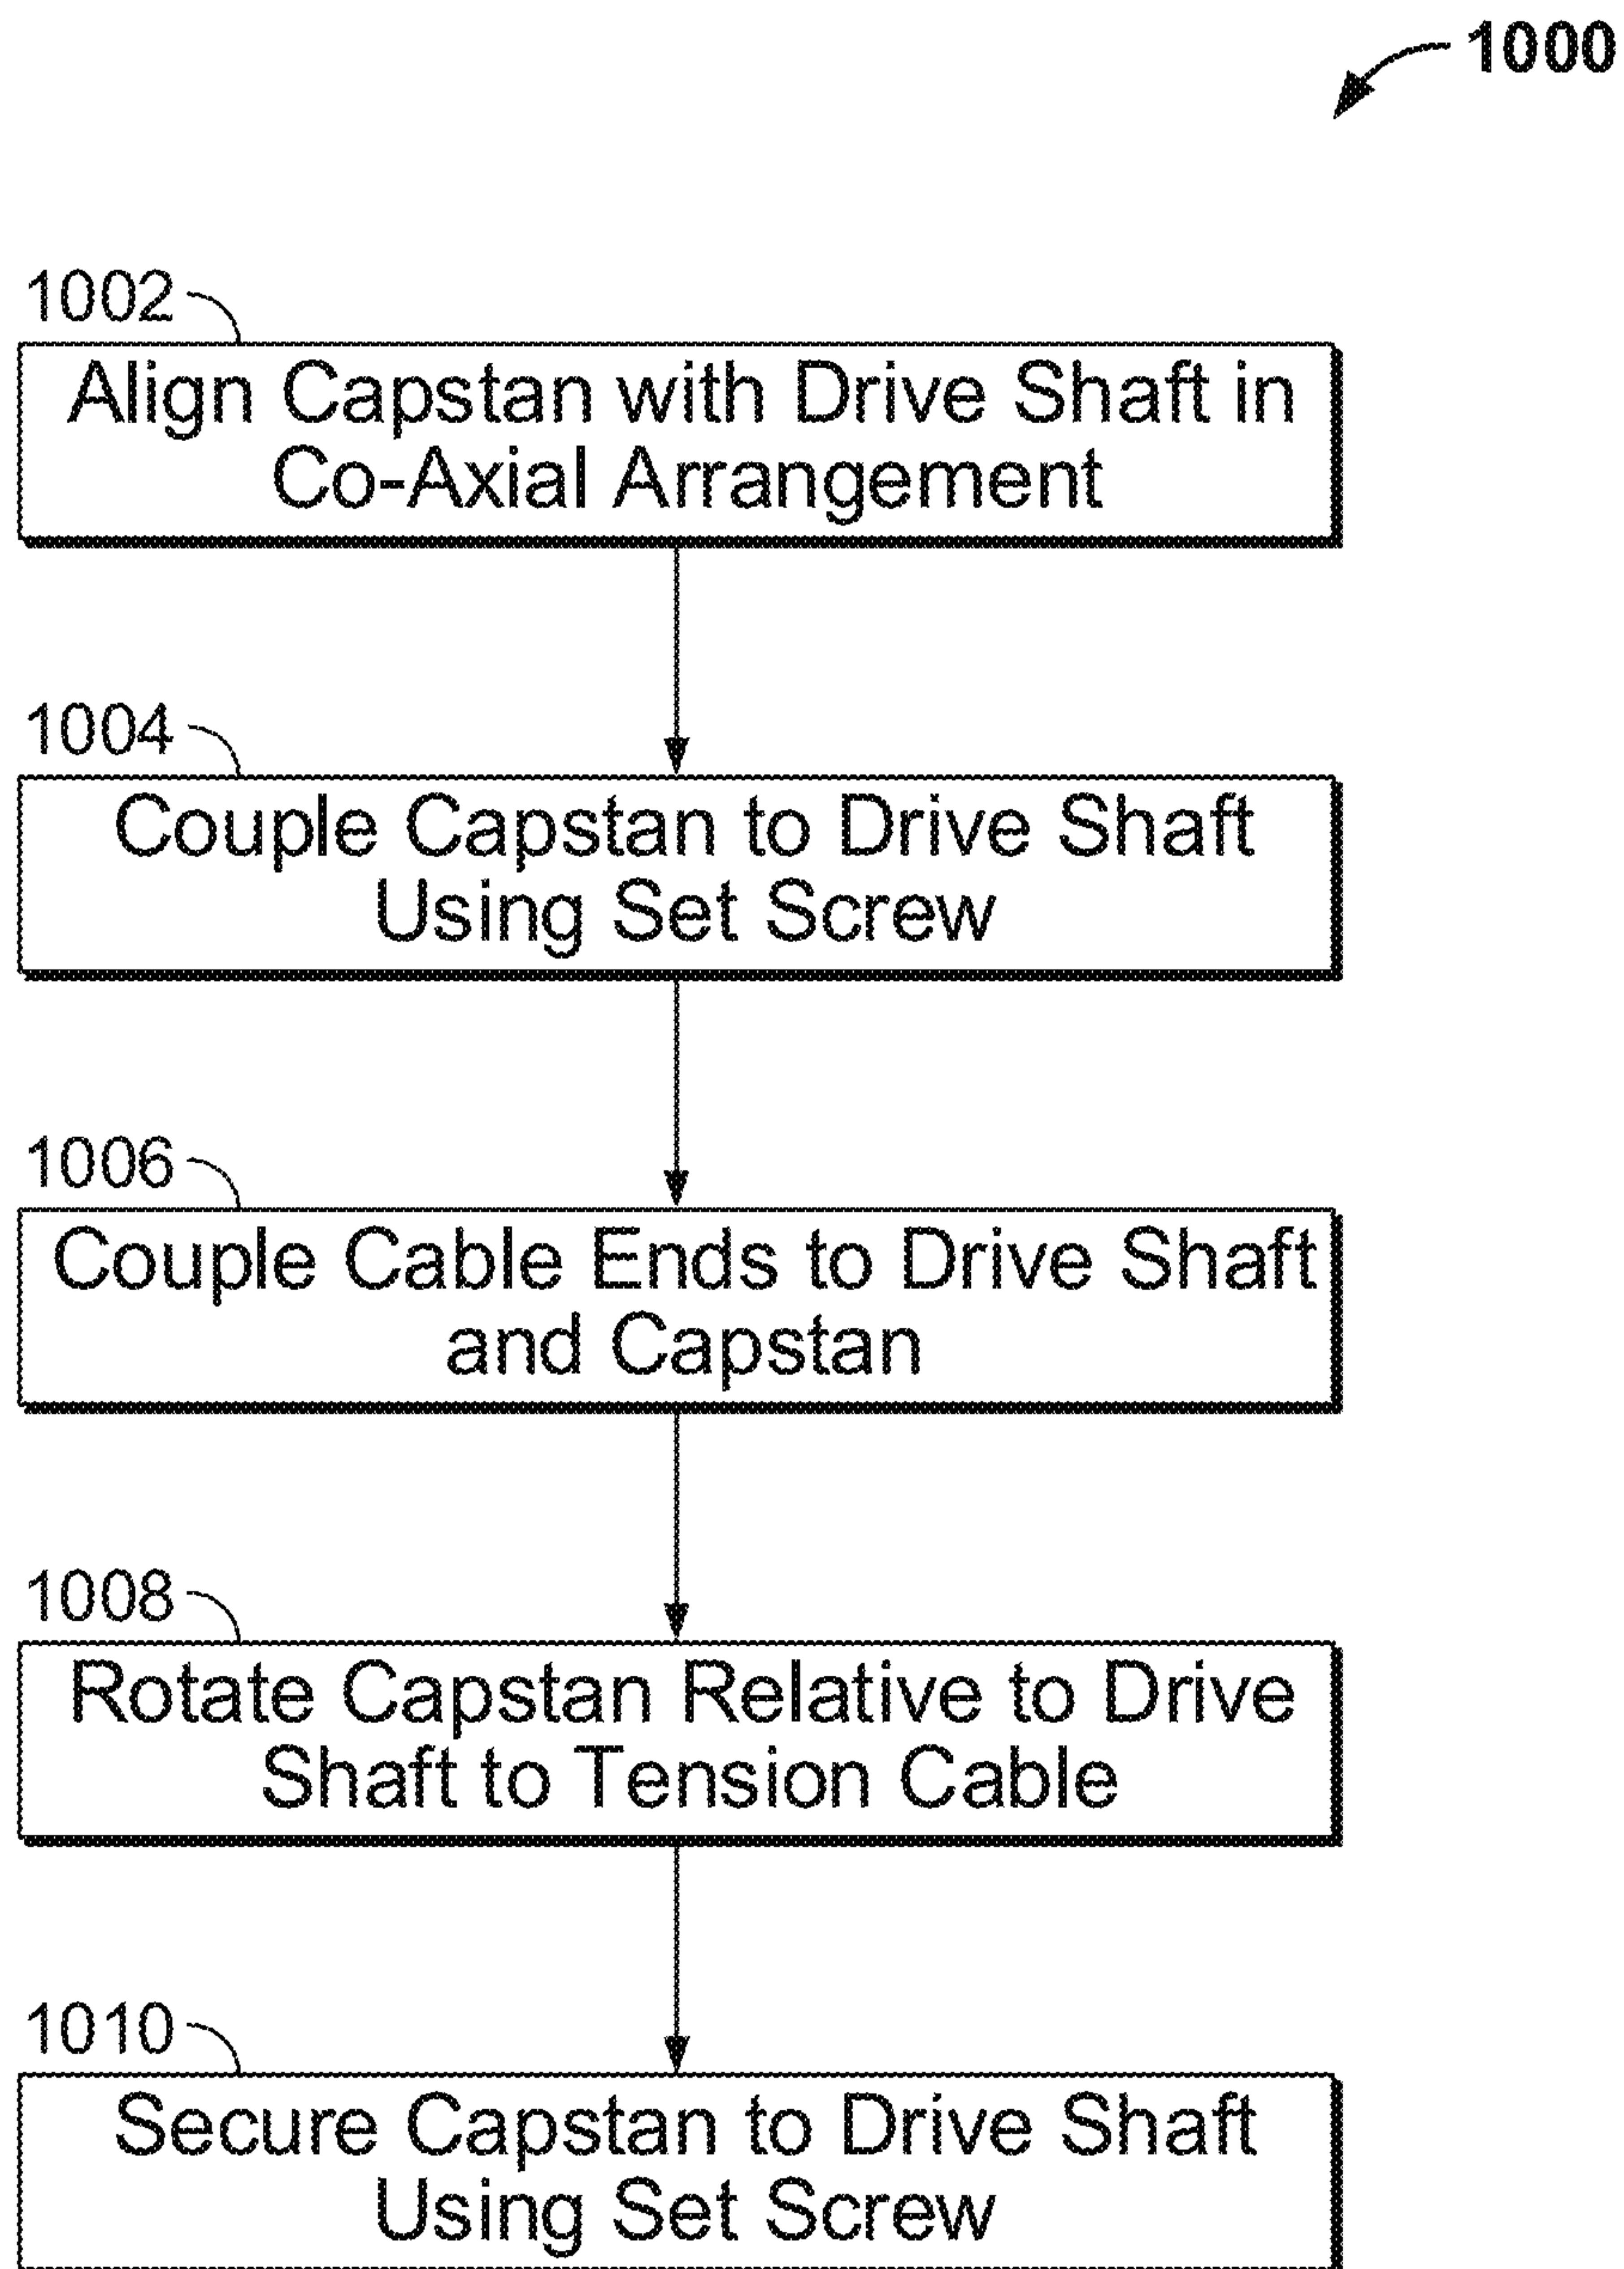 1000
1002
Align Capstan with Drive Shaft in
Co-Axial Arrangement
1004
Couple Capstan to Drive Shaft
Using Set Screw
1006
Couple Cable Ends to Drive Shaft
and Capstan
1008
Rotate Capstan Relative to Drive
Shaft to Tension Cable
1010
Secure Capstan to Drive Shaft
Using Set Screw